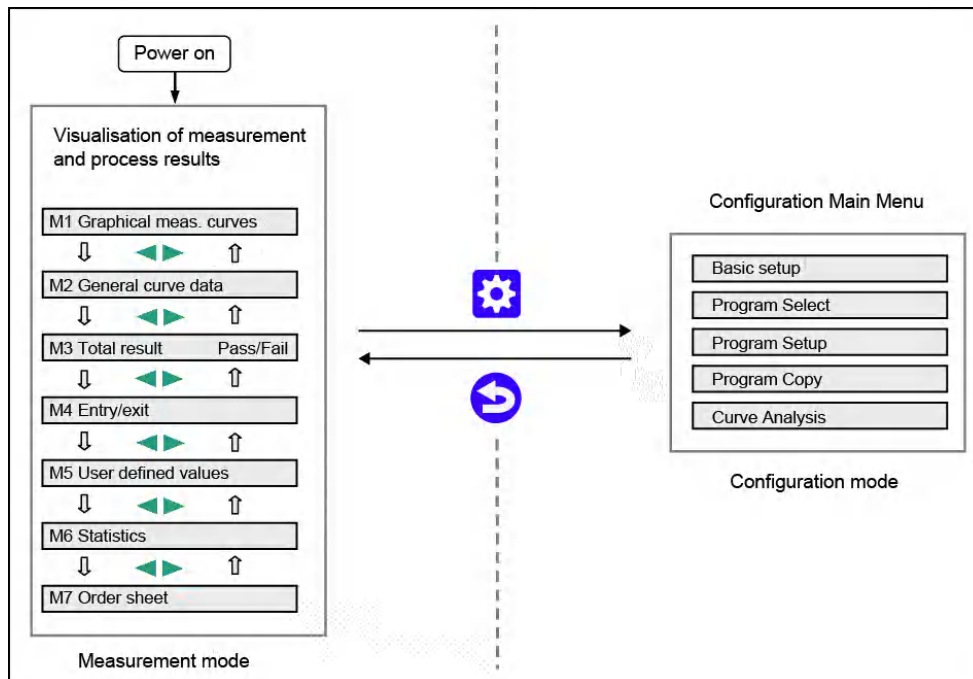 Power on
Visualisation of measurement
and process results
M1 Graphical meas. curves
M2 General curve data
M3 Total result Pass/Fail
M4 Entry/exit
M5 User defined values
M6 Statistics
M7 Order sheet
Measurement mode
Configuration Main Menu
Basic setup
Program Select
Program Setup
Program Copy
Curve Analysis
Configuration mode